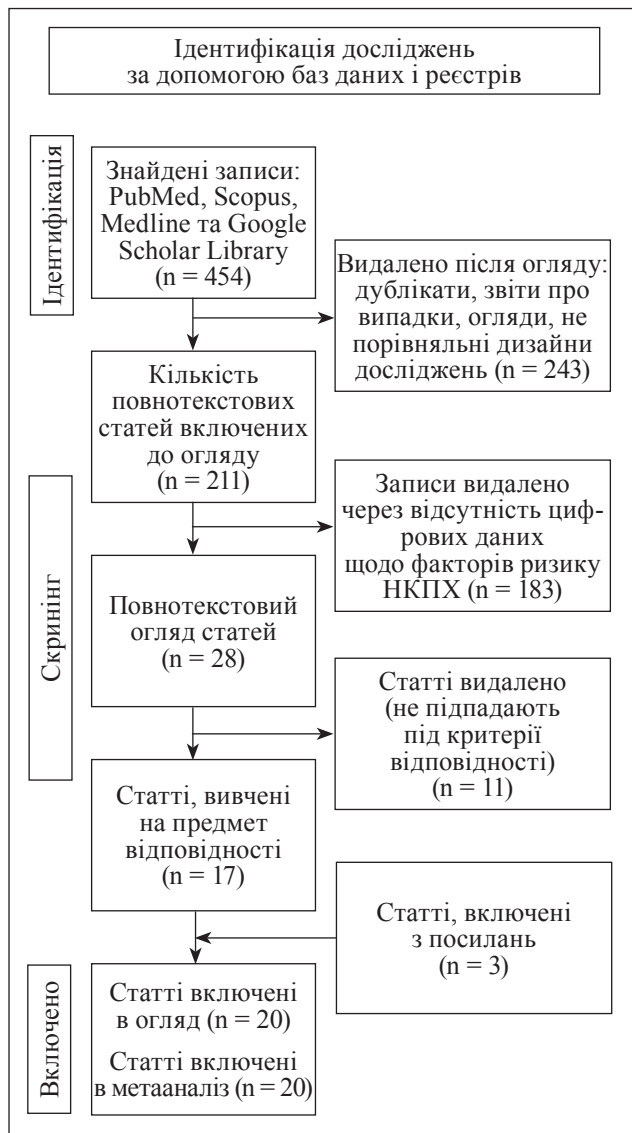 Ідентифікація досліджень
за допомогою баз даних і реєстрів
Ідентифікація
Знайдені записи:
PubMed, Scopus,
Medline та Google
Scholar Library
(n = 454)
Видалено після огляду:
дублікати, звіти про
випадки, огляди, не
порівняльні дизайни
досліджень (n = 243)
Кількість
повнотекстових
статей включених
до огляду
(n = 211)
Скринінг
Записи видалено
через відсутність циф-
рових даних
щодо факторів ризику
НКПХ (n = 183)
Повнотекстовий
огляд статей
(n = 28)
Статті видалено
(не підпадають
під критерії
відповідності)
(n = 11)
Статті, вивчені
на предмет
відповідності
(n = 17)
Статті, включені
з посилань
(n = 3)
Включено
Статті включені
в огляд (n = 20)
Статті включені
в метааналіз (n = 20)